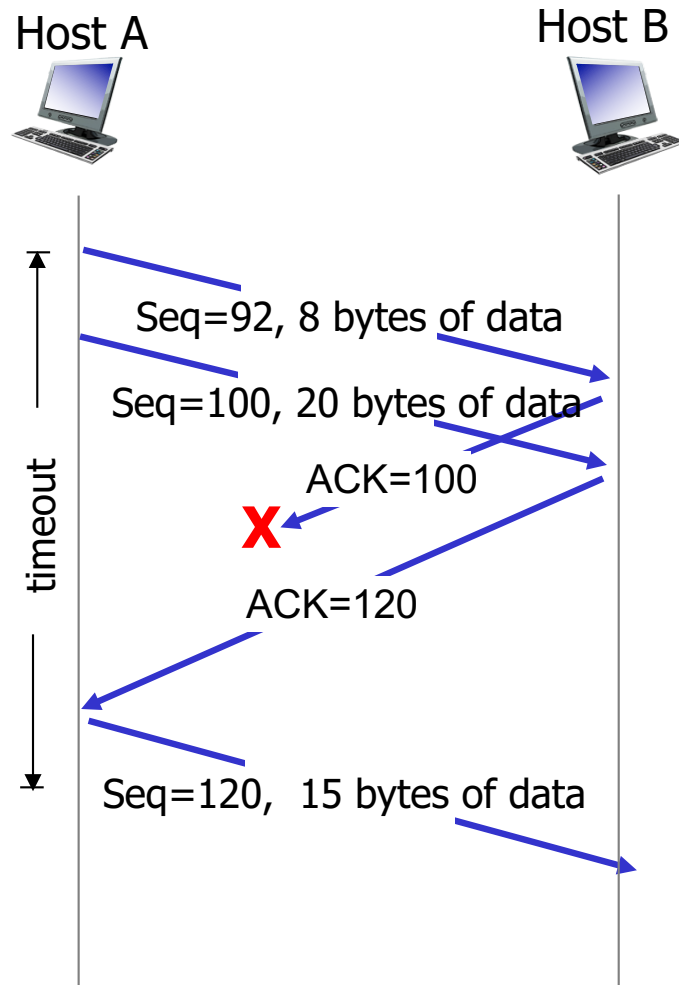 Host A
Host B
Seq=92, 8 bytes of data
Seq=100, 20 bytes of data
ACK=100
X
timeout
ACK=120
Seq=120, 15 bytes of data